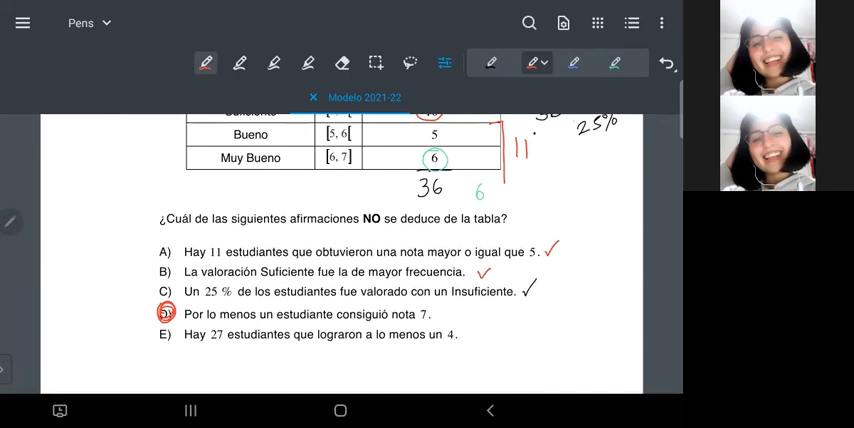 Pens
Modelo 2021-22
25%
Bueno [5, 6[ 5
Muy Bueno [6, 7] 6
11
36 6
¿Cuál de las siguientes afirmaciones NO se deduce de la tabla?
A) Hay 11 estudiantes que obtuvieron una nota mayor o igual que 5.
B) La valoración Suficiente fue la de mayor frecuencia.
C) Un 25 % de los estudiantes fue valorado con un Insuficiente.
D) Por lo menos un estudiante consiguió nota 7.
E) Hay 27 estudiantes que lograron a lo menos un 4.